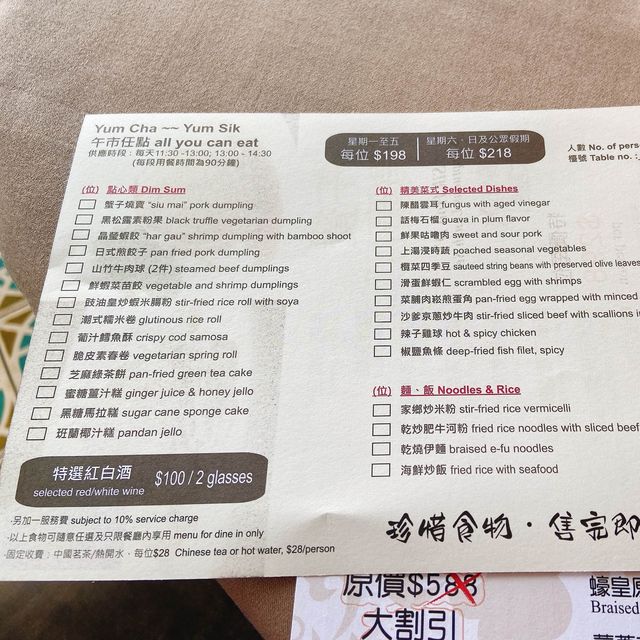 Yum Cha ~~ Yum Sik
午市任點 all you can eat
供應時段：每天11:30 -13:00; 13:00 - 14:30
(每段用餐時間為90分鐘)
星期一至五
每位 $198
星期六、日及公眾假期
每位 $218
人數 No. of pers
檯號 Table no. :
(位) 點心類 Dim Sum
蟹子燒賣 "siu mai" pork dumpling
黑松露素粉果 black truffle vegetarian dumpling
晶瑩蝦餃 "har gau" shrimp dumpling with bamboo shoot
日式煎餃子 pan fried pork dumpling
山竹牛肉球 (2件) steamed beef dumplings
鮮蝦菜苗餃 vegetable and shrimp dumplings
豉油皇炒蝦米腸粉 stir-fried rice roll with soya
潮式糯米卷 glutinous rice roll
葡汁鱈魚酥 crispy cod samosa
脆皮素春卷 vegetarian spring roll
芝麻綠茶餅 pan-fried green tea cake
蜜糖薑汁糕 ginger juice & honey jello
黑糖馬拉糕 sugar cane sponge cake
班蘭椰汁糕 pandan jello
特選紅白酒
selected red/white wine
$100 / 2 glasses
·另加一服務費 subject to 10% service charge
·以上食物可隨意任選及只限餐廳內享用 menu for dine in only
·固定收費：中國茗茶/熱開水，每位$28 Chinese tea or hot water, $28/person
(位) 精美菜式 Selected Dishes
陳醋雲耳 fungus with aged vinegar
話梅石榴 guava in plum flavor
鮮果咕嚕肉 sweet and sour pork
上湯浸時蔬 poached seasonal vegetables
欖菜四季豆 sauteed string beans with preserved olive leaves
滑蛋鮮蝦仁 scrambled egg with shrimps
菜脯肉崧煎蛋角 pan-fried egg wrapped with minced
沙爹京蔥炒牛肉 stir-fried sliced beef with scallions i
辣子雞球 hot & spicy chicken
椒鹽魚條 deep-fried fish filet, spicy
(位) 麵、飯 Noodles & Rice
家鄉炒米粉 stir-fried rice vermicelli
乾炒肥牛河粉 fried rice noodles with sliced beef
乾燒伊麵 braised e-fu noodles
海鮮炒飯 fried rice with seafood
珍惜食物·售完即
原價$588
大割引
蠔皇原
Braised